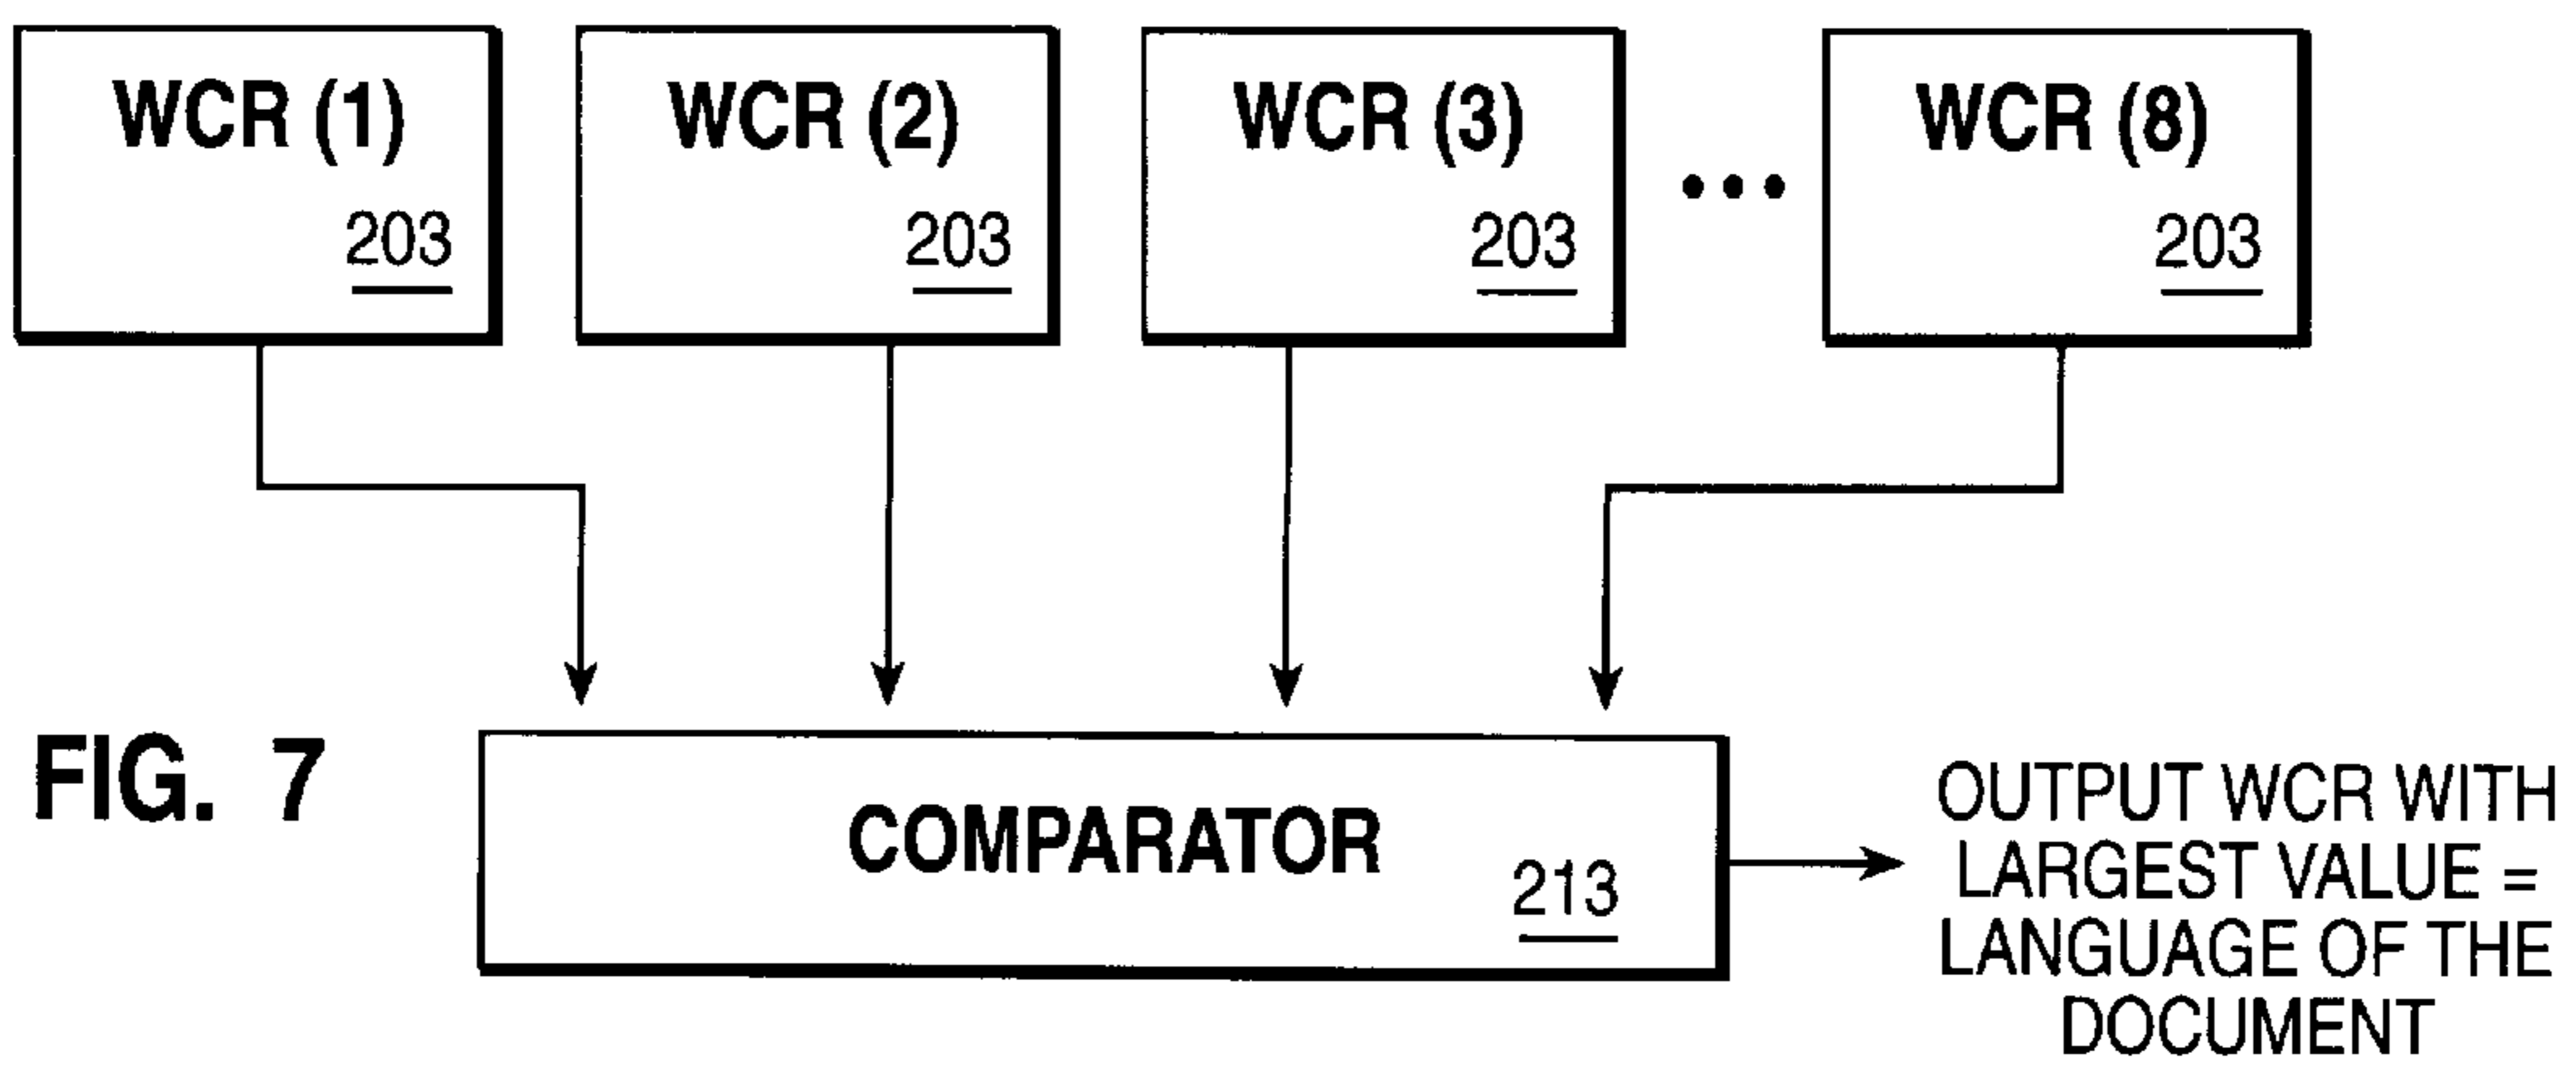 WCR (1)
203
WCR (2)
203
WCR (3)
203
•••
WCR (8)
203
FIG. 7
COMPARATOR
213
OUTPUT WCR WITH
LARGEST VALUE =
LANGUAGE OF THE
DOCUMENT